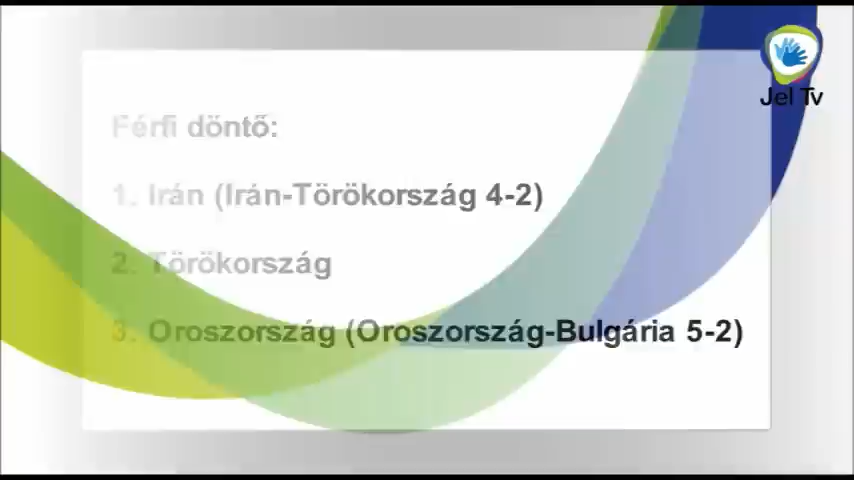 Jel Tv
Férfi döntő:
1. Irán (Irán-Törökország 4-2)
2. Törökország
3. Oroszország (Oroszország-Bulgária 5-2)